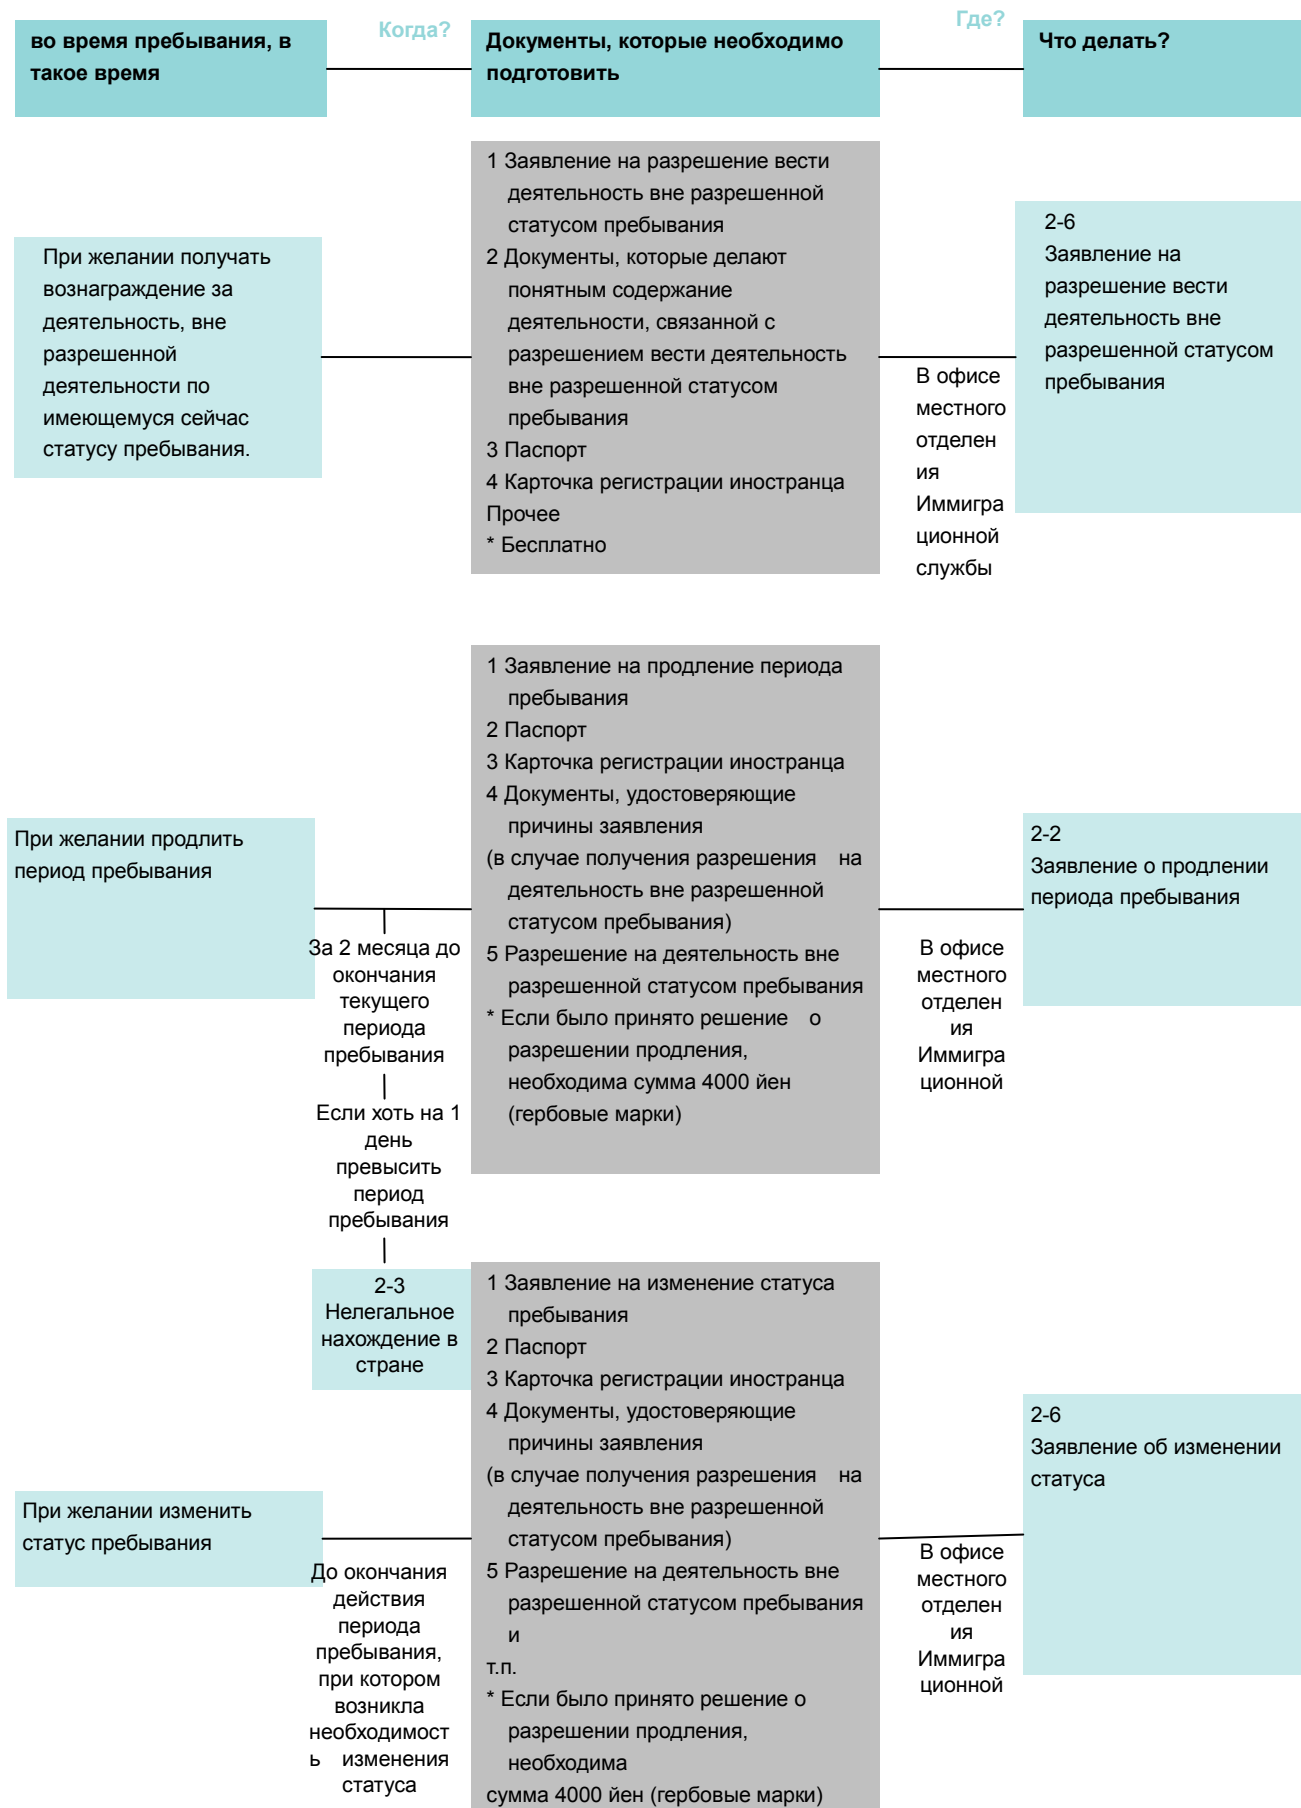 во время пребывания, в
такое время
Когда?
Документы, которые необходимо
подготовить
Где?
Что делать?
При желании получать
вознаграждение за
деятельность, вне
разрешенной
деятельности по
имеющемуся сейчас
статусу пребывания.
1 Заявление на разрешение вести
деятельность вне разрешенной
статусом пребывания
2 Документы, которые делают
понятным содержание
деятельности, связанной с
разрешением вести деятельность
вне разрешенной статусом
пребывания
3 Паспорт
4 Карточка регистрации иностранца
Прочее
* Бесплатно
В офисе
местного
отделен
ия
Иммигра
ционной
службы
2-6
Заявление на
разрешение вести
деятельность вне
разрешенной статусом
пребывания
При желании продлить
период пребывания
За 2 месяца до
окончания
текущего
периода
пребывания
Если хоть на 1
день
превысить
период
пребывания
2-3
Нелегальное
нахождение в
стране
1 Заявление на продление периода
пребывания
2 Паспорт
3 Карточка регистрации иностранца
4 Документы, удостоверяющие
причины заявления
(в случае получения разрешения на
деятельность вне разрешенной
статусом пребывания)
5 Разрешение на деятельность вне
разрешенной статусом пребывания
* Если было принято решение о
разрешении продления,
необходима сумма 4000 йен
(гербовые марки)
В офисе
местного
отделен
ия
Иммигра
ционной
2-2
Заявление о продлении
периода пребывания
При желании изменить
статус пребывания
До окончания
действия
периода
пребывания,
при котором
возникла
необходимост
ь изменения
статуса
1 Заявление на изменение статуса
пребывания
2 Паспорт
3 Карточка регистрации иностранца
4 Документы, удостоверяющие
причины заявления
(в случае получения разрешения на
деятельность вне разрешенной
статусом пребывания)
5 Разрешение на деятельность вне
разрешенной статусом пребывания
и
т.п.
* Если было принято решение о
разрешении продления,
необходима
сумма 4000 йен (гербовые марки)
В офисе
местного
отделен
ия
Иммигра
ционной
2-6
Заявление об изменении
статуса